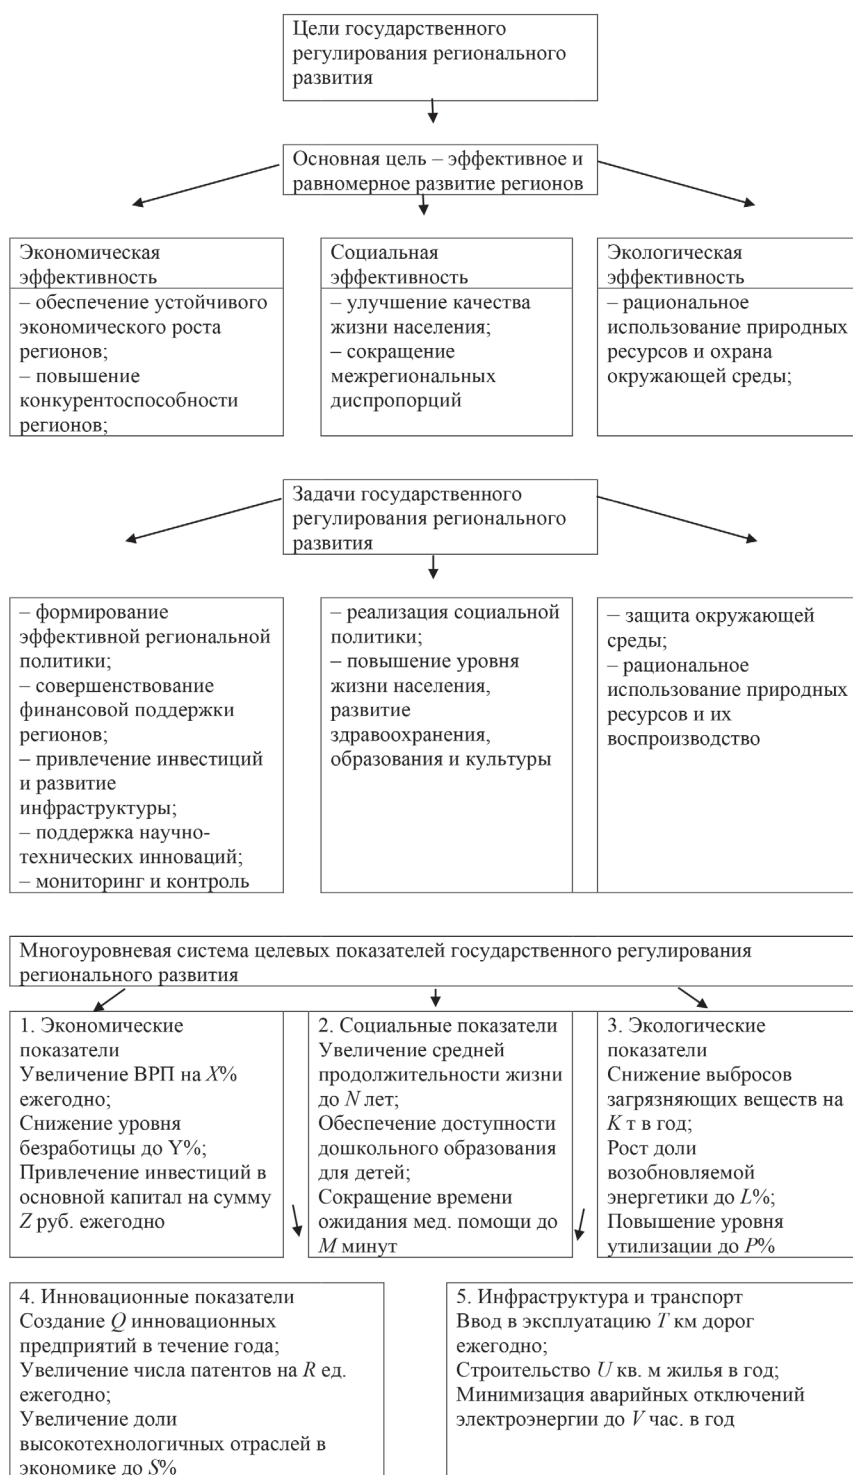 Цели государственного
регулирования регионального
развития
Основная цель – эффективное и
равномерное развитие регионов
Экономическая
эффективность
– обеспечение устойчивого
экономического роста
регионов;
– повышение
конкурентоспособности
регионов;
Социальная
эффективность
– улучшение качества
жизни населения;
– сокращение
межрегиональных
диспропорций
Экологическая
эффективность
– рациональное
использование природных
ресурсов и охрана
окружающей среды;
Задачи государственного
регулирования регионального
развития
– формирование
эффективной региональной
политики;
– совершенствование
финансовой поддержки
регионов;
– привлечение инвестиций
и развитие
инфраструктуры;
– поддержка научно-
технических инноваций;
– мониторинг и контроль
– реализация социальной
политики;
– повышение уровня
жизни населения,
развитие
здравоохранения,
образования и культуры
– защита окружающей
среды;
– рациональное
использование природных
ресурсов и их
воспроизводство
Многоуровневая система целевых показателей государственного регулирования
регионального развития
1. Экономические
показатели
Увеличение ВРП на X%
ежегодно;
Снижение уровня
безработицы до Y%;
Привлечение инвестиций в
основной капитал на сумму
Z руб. ежегодно
2. Социальные показатели
Увеличение средней
продолжительности жизни
до N лет;
Обеспечение доступности
дошкольного образования
для детей;
Сокращение времени
ожидания мед. помощи до
M минут
3. Экологические
показатели
Снижение выбросов
загрязняющих веществ на
K т в год;
Рост доли
возобновляемой
энергетики до L%;
Повышение уровня
утилизации до P%
4. Инновационные показатели
Создание Q инновационных
предприятий в течение года;
Увеличение числа патентов на R ед.
ежегодно;
Увеличение доли
высокотехнологичных отраслей в
экономике до S%
5. Инфраструктура и транспорт
Ввод в эксплуатацию T км дорог
ежегодно;
Строительство U кв. м жилья в год;
Минимизация аварийных отключений
электроэнергии до V час. в год